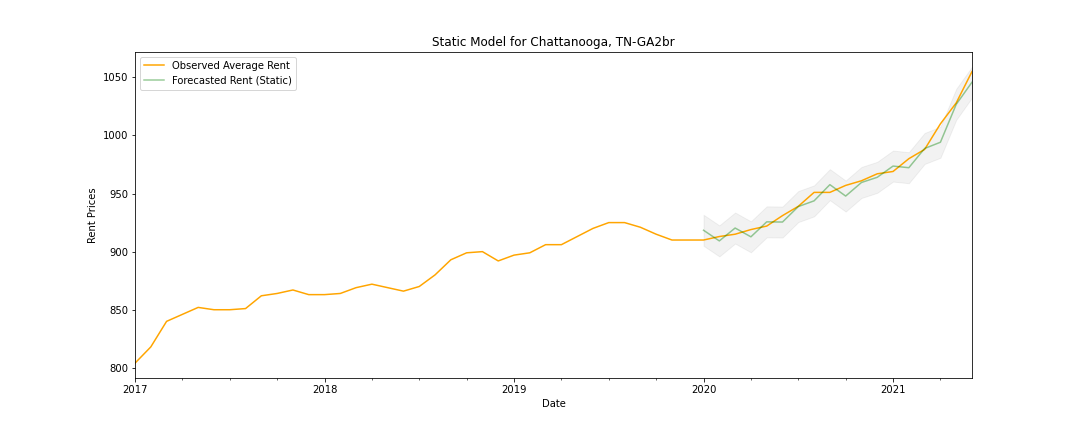 Static Model for Chattanooga, TN-GA2br
Observed Average Rent
Forecasted Rent (Static)
1050
1000
950
900
850
800
Rent Prices
2017 2018 2019 2020 2021
Date